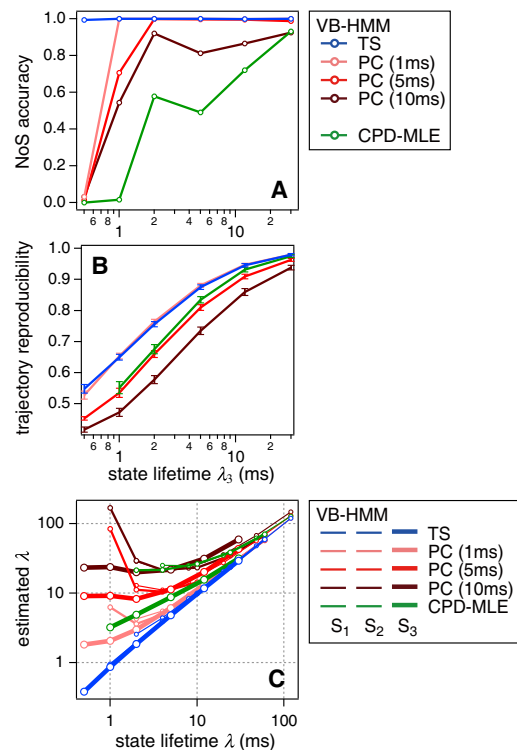 NoS accuracy
1.0
0.8
0.6
0.4
0.2
0.0
A
6 8 2 4 6 8 2
1 10
VB-HMM
TS
PC (1ms)
PC (5ms)
PC (10ms)
CPD-MLE
trajectory reproducibility
1.0
0.9
0.8
0.7
0.6
0.5
B
6 8 2 4 6 8 2
1 10
state lifetime λ3 (ms)
estimated λ
100
10
1
C
1 10 100
state lifetime λ (ms)
VB-HMM
TS
PC (1ms)
PC (5ms)
PC (10ms)
CPD-MLE
S1 S2 S3